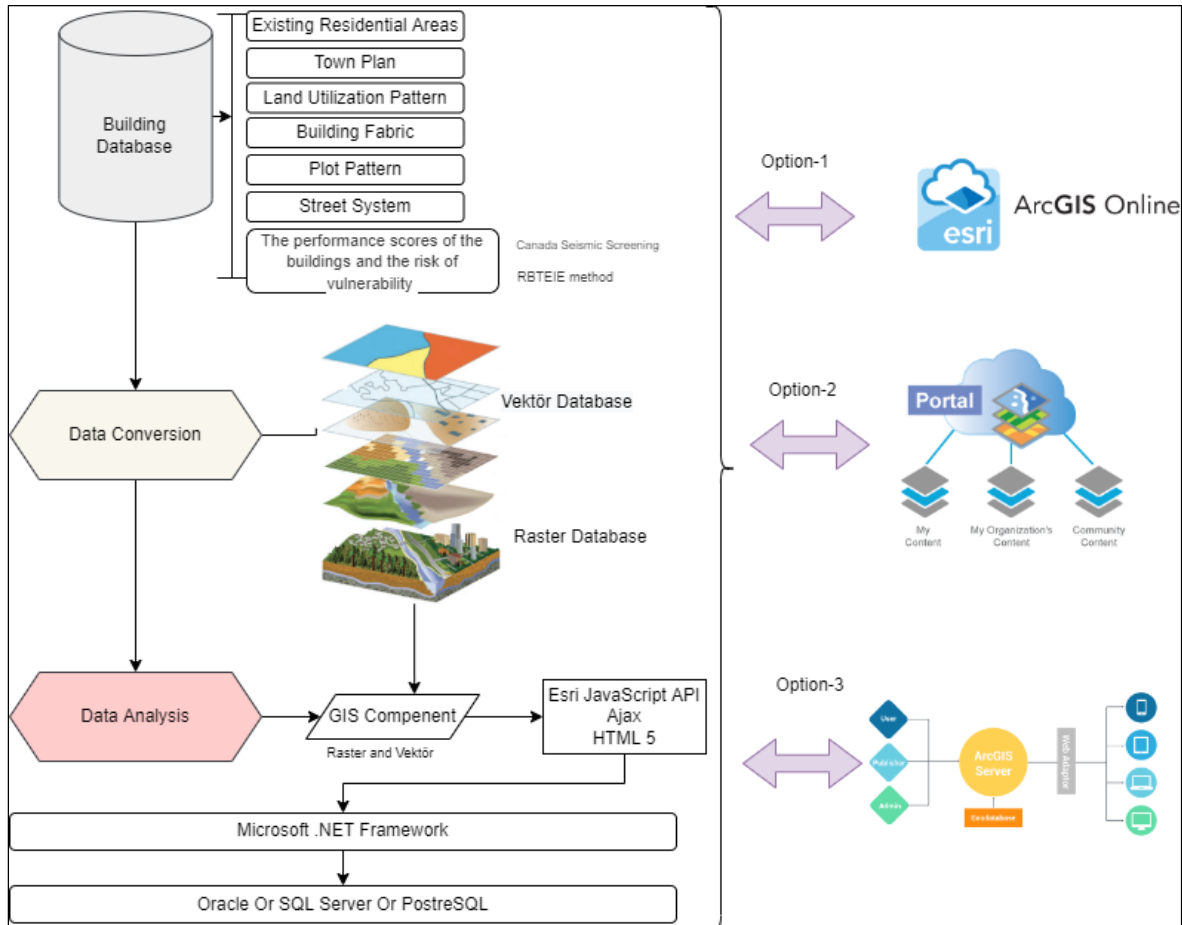 Building
Database
Existing Residential Areas
Town Plan
Land Utilization Pattern
Building Fabric
Plot Pattern
Street System
The performance scores of the
buildings and the risk of
vulnerability
Canada Seismic Screening
RBTEIE method
Data Conversion
Vektör Database
Raster Database
Data Analysis
GIS Compenent
Raster and Vektör
Esri JavaScript API
Ajax
HTML 5
Microsoft .NET Framework
Oracle Or SQL Server Or PostreSQL
Option-1
esri
ArcGIS Online
Option-2
Portal
My
Content
My Organization's
Content
Community
Content
Option-3
User
Publisher
Admin
ArcGIS
Server
Geodatabase
Web Adaptor